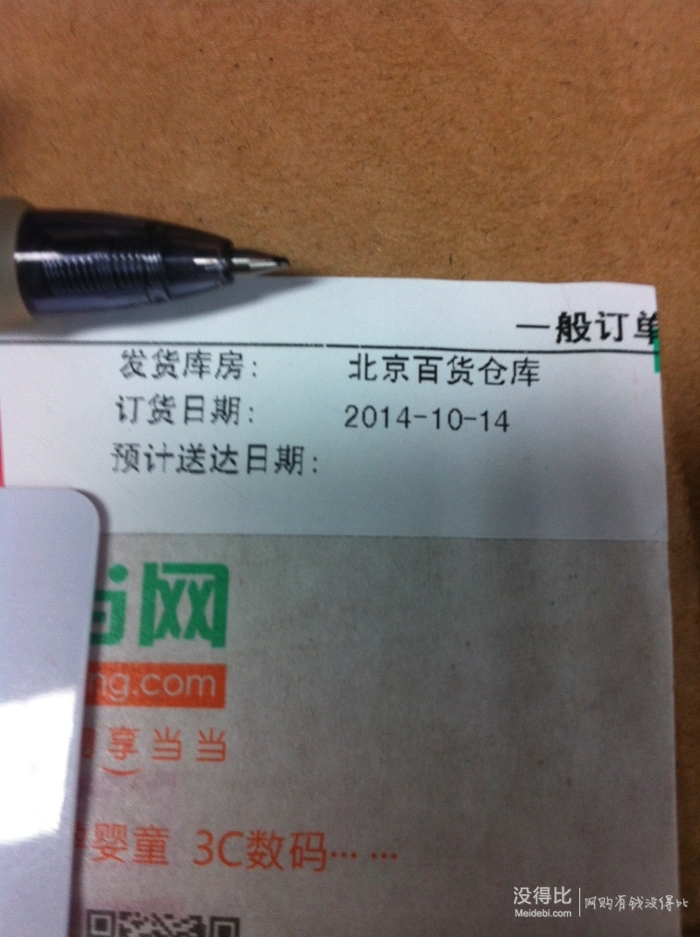 一般订单
发货库房： 北京百货仓库
订货日期： 2014-10-14
预计送达日期：
网
ng.com
享当当
婴童 3C数码… …
没得比
Meidebi.com
网购有钱没得比